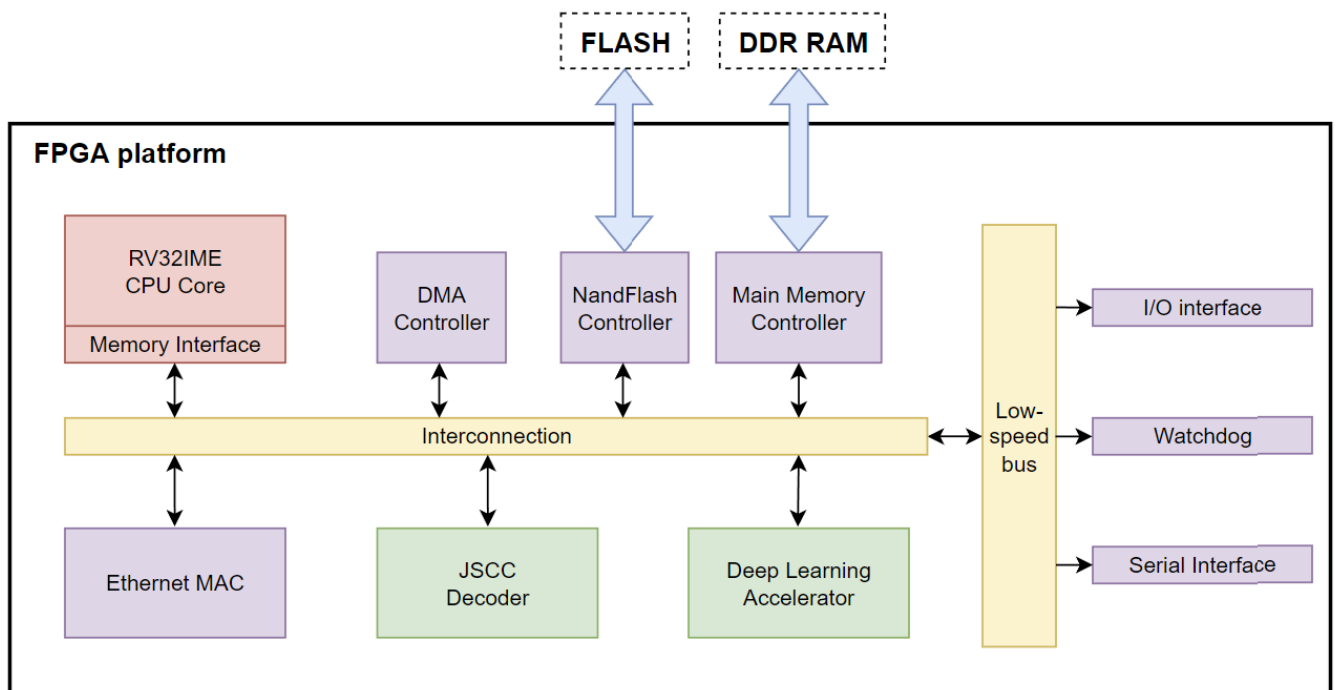 FLASH
DDR RAM
FPGA platform
RV32IME
CPU Core
Memory Interface
DMA
Controller
NandFlash
Controller
Main Memory
Controller
Interconnection
Low-
speed
bus
I/O interface
Watchdog
Serial Interface
Ethernet MAC
JSCC
Decoder
Deep Learning
Accelerator